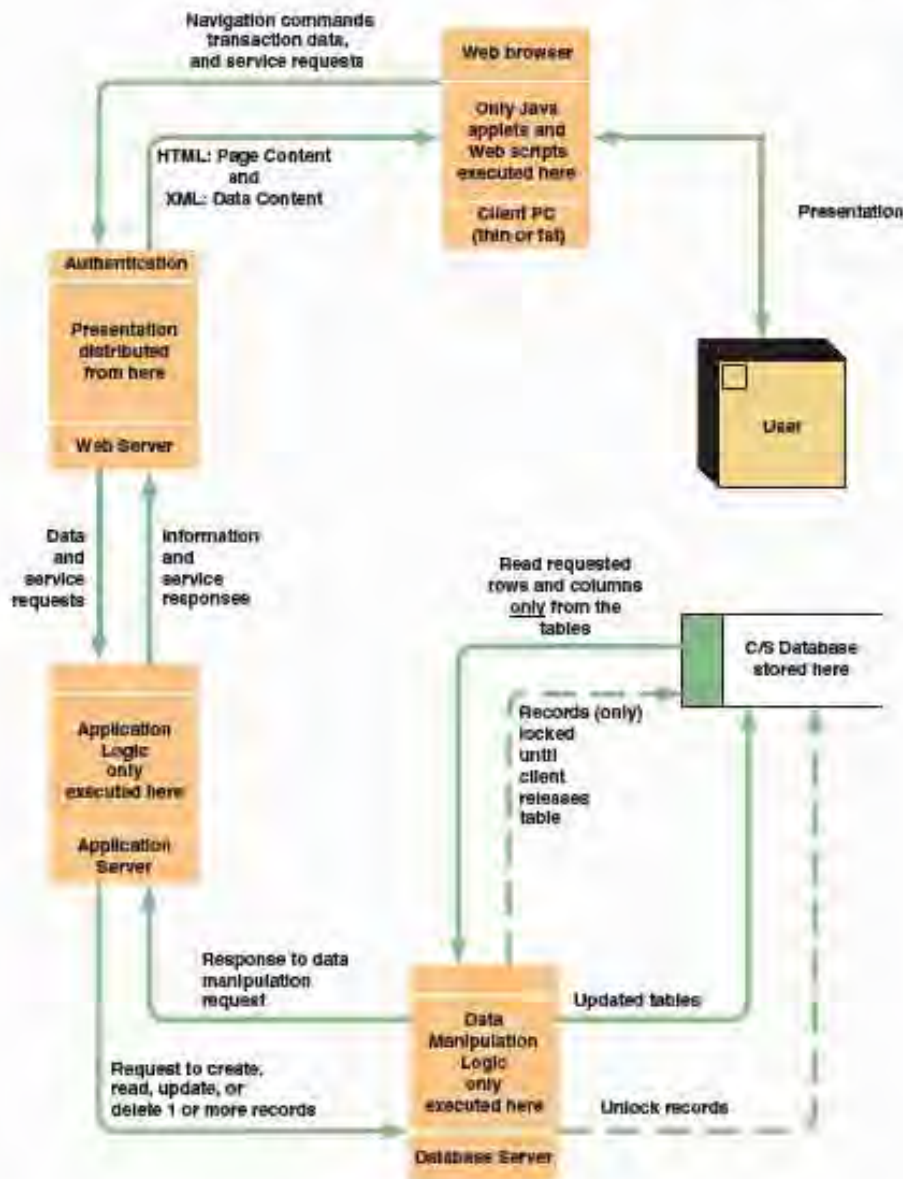 Navigation commands
transaction data,
and service requests
Web browser
Only Java
applets and
Web scripts
executed here
Client PC
(thin or fat)
HTML: Page Content
and
XML: Data Content
Presentation
Authentication
Presentation
distributed
from here
Web Server
User
Data
and
service
requests
Information
and
service
responses
Read requested
rows and columns
only from the
tables
C/S Database
stored here
Records (only)
locked
until
client
releases
table
Application
Logic
only
executed here
Application
Server
Response to data
manipulation
request
Updated tables
Data
Manipulation
Logic
only
executed here
Request to create,
read, update, or
delete 1 or more records
Unlock records
Database Server